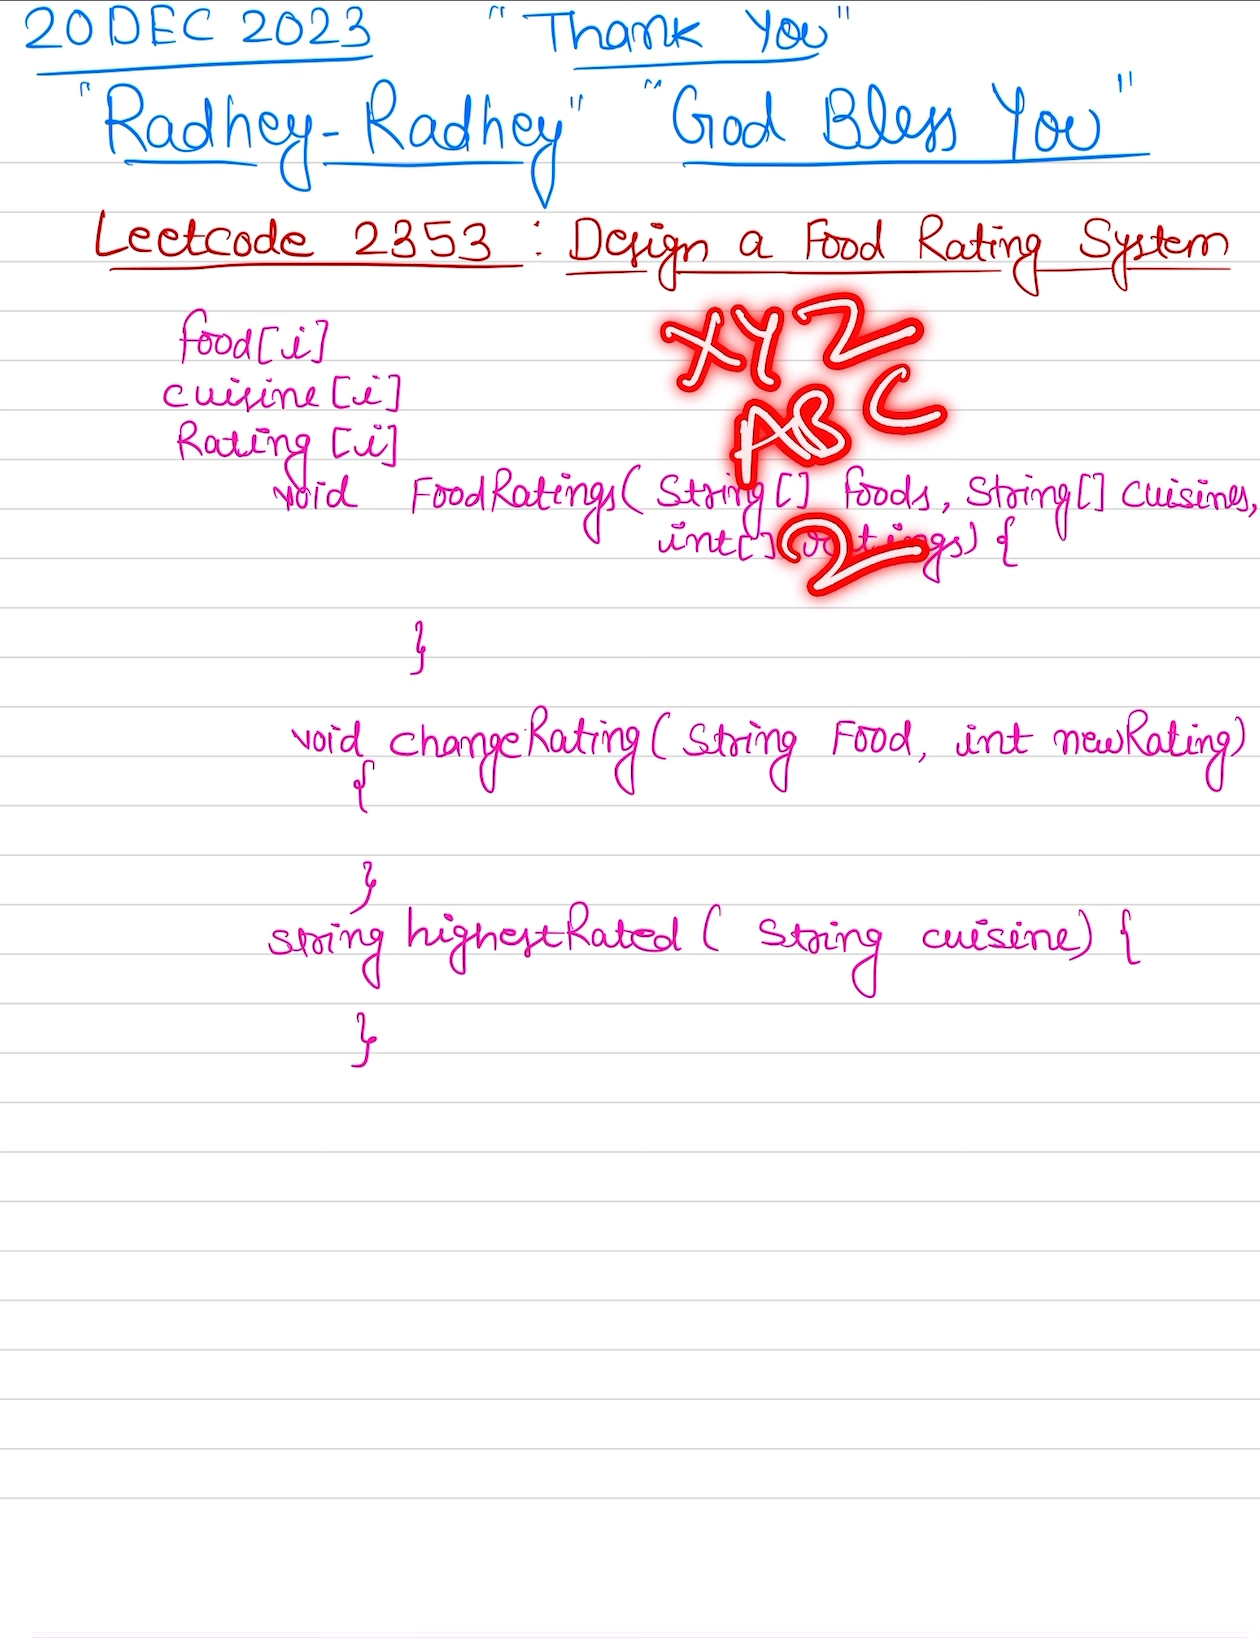 20 DEC 2023 "Thank You"
"Radhey-Radhey" "God Bless You"
Leetcode 2353 : Design a Food Rating System
food[i]
XYZ
cuisine[i]
ABC
Rating[i]
void FoodRatings( String[] foods, String[] cuisines,
int[] ratings) {
2
}
void changeRating( String Food, int newRating)
{
}
string highestRated ( String cuisine) {
}